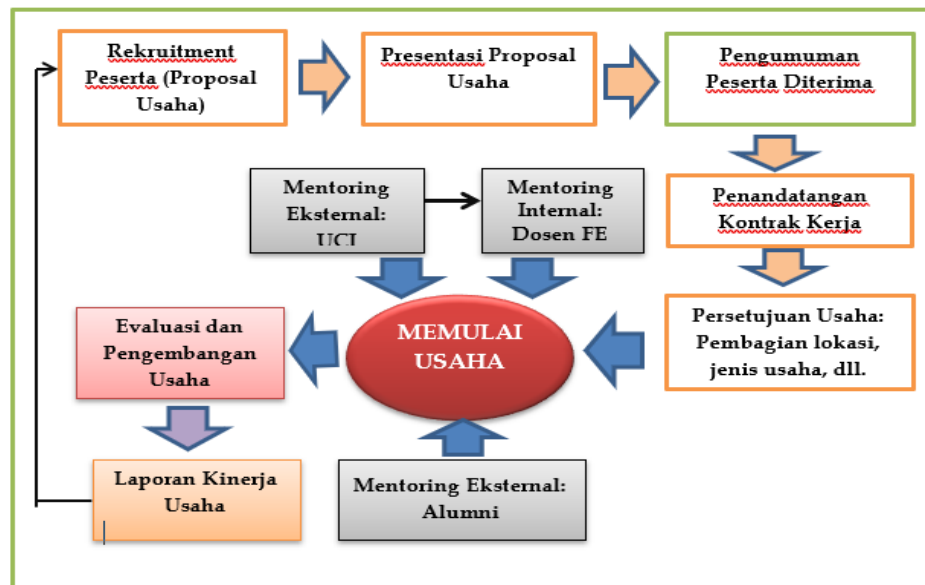 Rekruitment
Peserta (Proposal
Usaha)
Presentasi Proposal
Usaha
Pengumuman
Peserta Diterima
Mentoring
Eksternal:
UCI
Mentoring
Internal:
Dosen FE
Penandatangan
Kontrak Kerja
Evaluasi dan
Pengembangan
Usaha
MEMULAI
USAHA
Persetujuan Usaha:
Pembagian lokasi,
jenis usaha, dll.
Laporan Kinerja
Usaha
Mentoring Eksternal:
Alumni